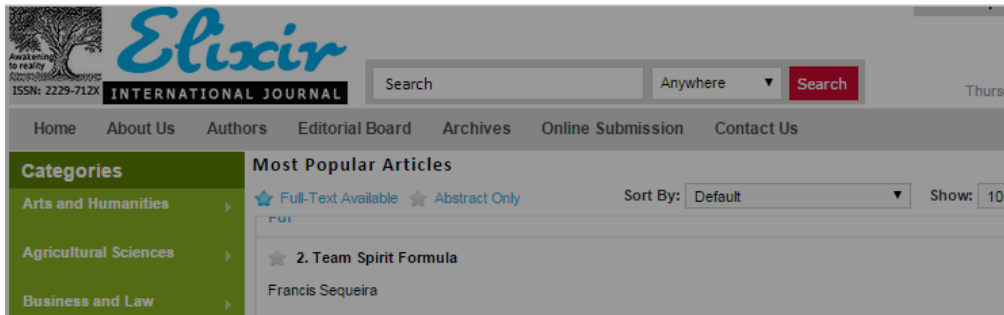 Awakening
to reality
Elixir
ISSN: 2229-712X INTERNATIONAL JOURNAL
Search Anywhere Search
Thurs
Home About Us Authors Editorial Board Archives Online Submission Contact Us
Categories
Most Popular Articles
Full-Text Available Abstract Only Sort By: Default Show: 10
Arts and Humanities
2. Team Spirit Formula
Agricultural Sciences
Francis Sequeira
Business and Law